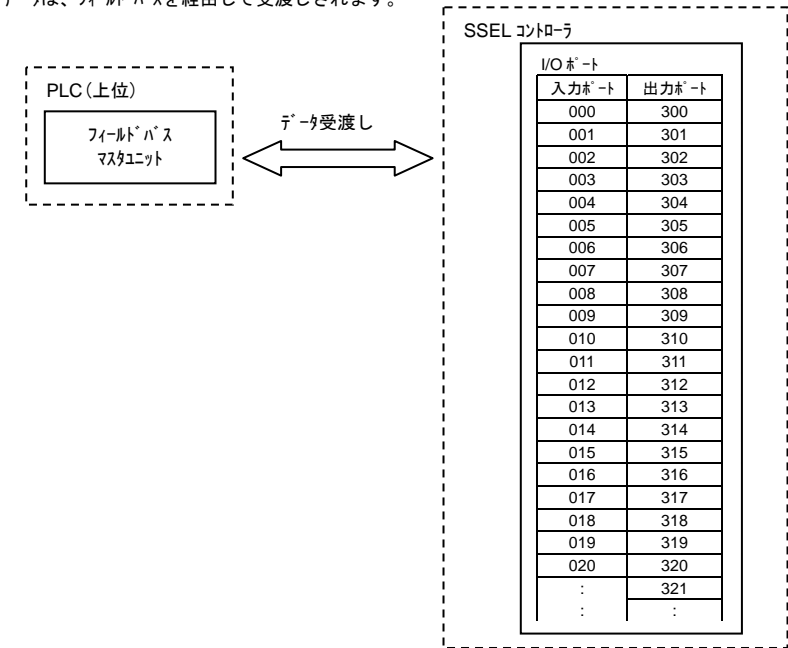 データは、フィールドバスを経由して受渡しされます。
SSEL コントローラ
I/O ポート
入力ポート 出力ポート
000 300
001 301
002 302
003 303
004 304
005 305
006 306
007 307
008 308
009 309
010 310
011 311
012 312
013 313
014 314
015 315
016 316
017 317
018 318
019 319
020 320
: 321
: :
PLC(上位)
フィールドバス
マスタユニット
データ受渡し